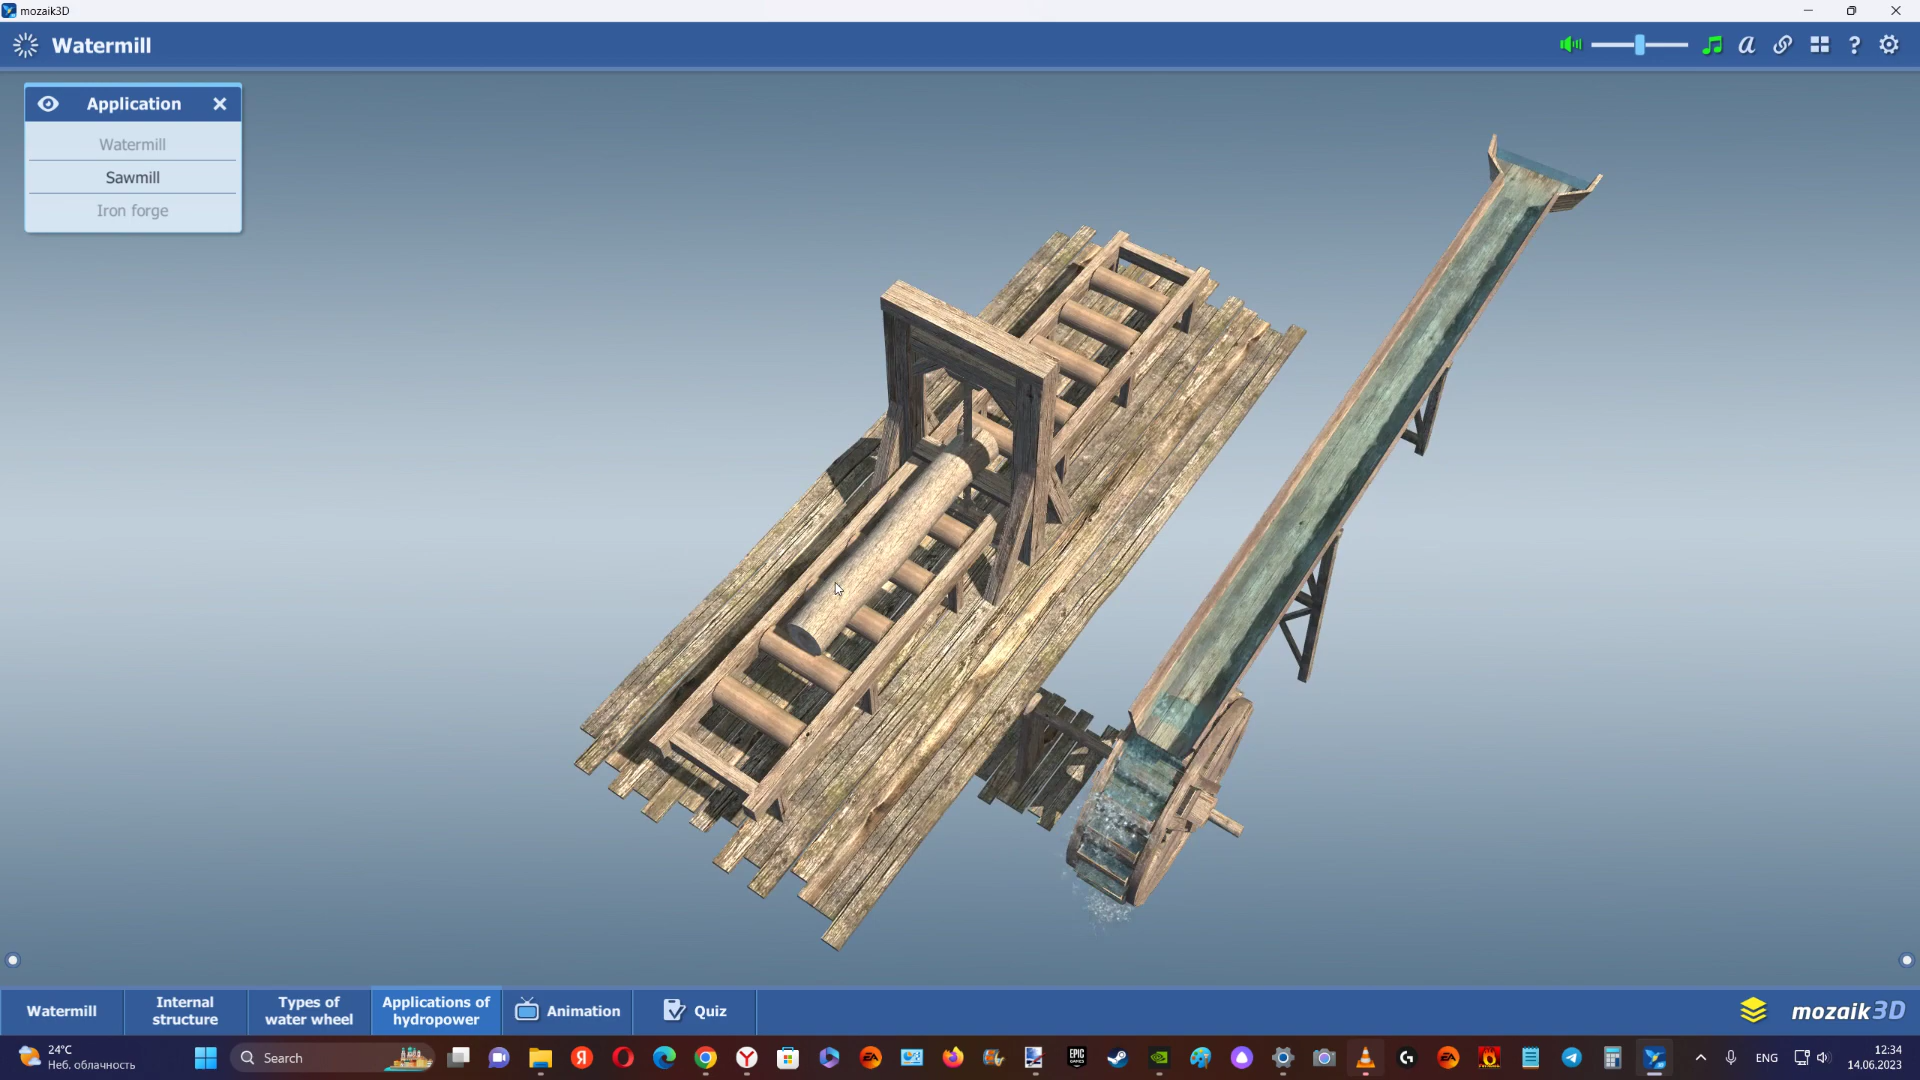 mozaik3D
Watermill
Application
Watermill
Sawmill
Iron forge
Watermill
Internal
structure
Types of
water wheel
Applications of
hydropower
Animation
Quiz
mozaik3D
24°C
Неб. облачность
Search
ENG
12:34
14.06.2023